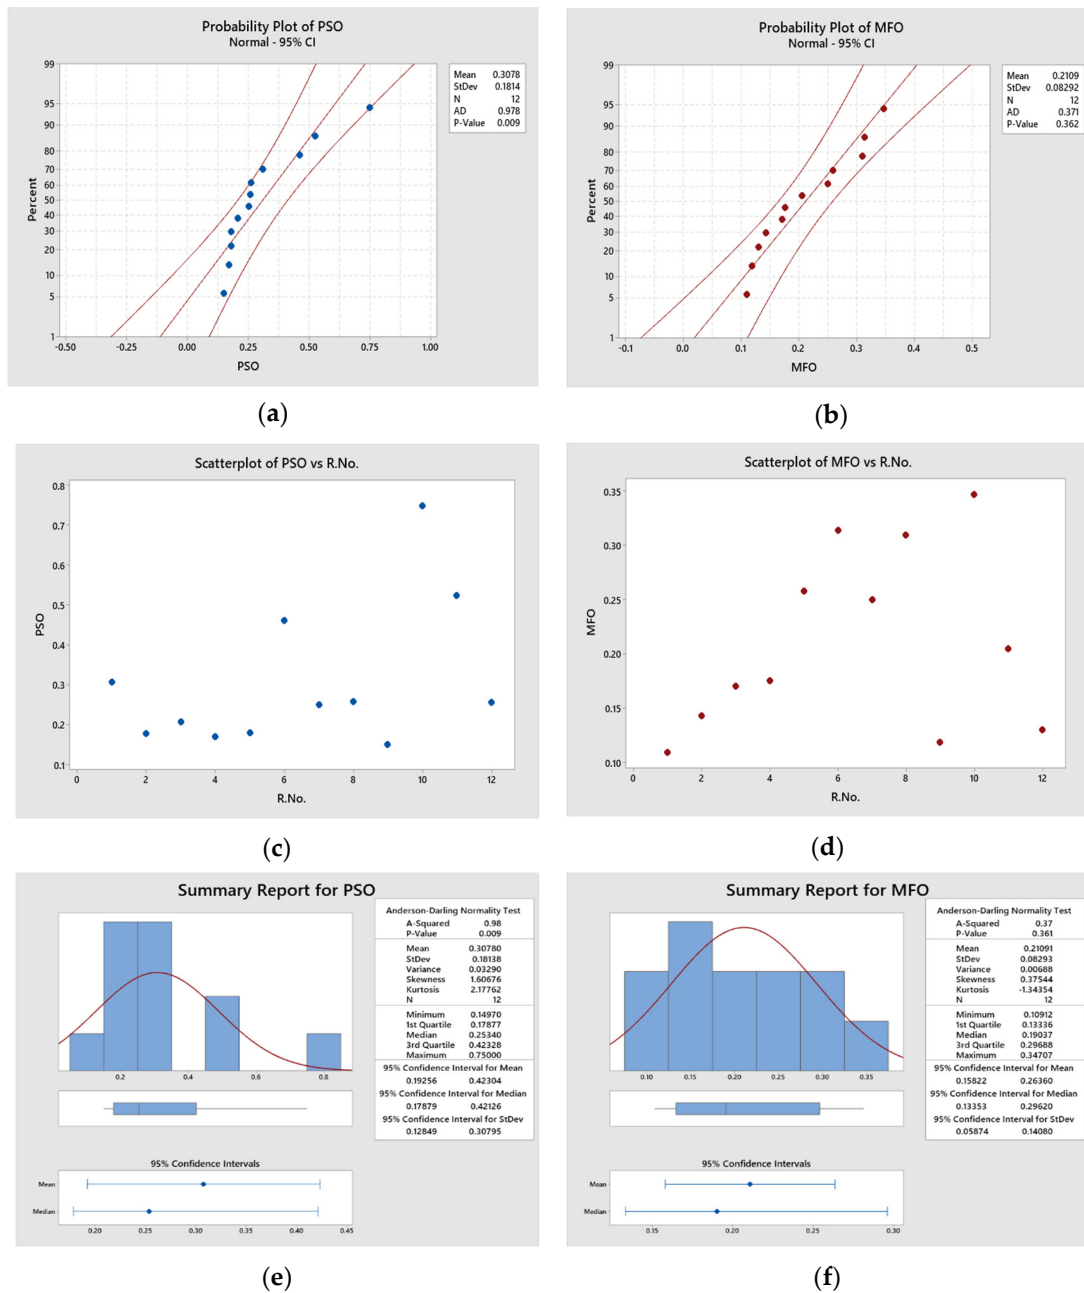 Probability Plot of PSO
Normal - 95% CI
99
95
90
80
70
60
50
40
30
20
10
5
1
Percent
-0.50 -0.25 0.00 0.25 0.50 0.75 1.00
PSO
Mean 0.3078
StDev 0.1814
N 12
AD 0.978
P-Value 0.009
(a)
Probability Plot of MFO
Normal - 95% CI
99
95
90
80
70
60
50
40
30
20
10
5
1
Percent
-0.1 0.0 0.1 0.2 0.3 0.4 0.5
MFO
Mean 0.2109
StDev 0.08292
N 12
AD 0.371
P-Value 0.362
(b)
Scatterplot of PSO vs R.No.
0.8
0.7
0.6
0.5
0.4
0.3
0.2
0.1
PSO
0 2 4 6 8 10 12
R.No.
(c)
Scatterplot of MFO vs R.No.
0.35
0.30
0.25
0.20
0.15
0.10
MFO
0 2 4 6 8 10 12
R.No.
(d)
Summary Report for PSO
0.2 0.4 0.6 0.8
Anderson-Darling Normality Test
A-Squared 0.98
P-Value 0.009
Mean 0.30780
StDev 0.18138
Variance 0.03290
Skewness 1.60676
Kurtosis 2.17762
N 12
Minimum 0.14970
1st Quartile 0.17877
Median 0.25340
3rd Quartile 0.42328
Maximum 0.75000
95% Confidence Interval for Mean
0.19256 0.42304
95% Confidence Interval for Median
0.17879 0.42126
95% Confidence Interval for StDev
0.12849 0.30795
95% Confidence Intervals
Mean
Median
0.20 0.25 0.30 0.35 0.40 0.45
(e)
Summary Report for MFO
0.10 0.15 0.20 0.25 0.30 0.35
Anderson-Darling Normality Test
A-Squared 0.37
P-Value 0.361
Mean 0.21091
StDev 0.08293
Variance 0.00688
Skewness 0.37544
Kurtosis -1.34354
N 12
Minimum 0.10912
1st Quartile 0.13336
Median 0.19037
3rd Quartile 0.29688
Maximum 0.34707
95% Confidence Interval for Mean
0.15822 0.26360
95% Confidence Interval for Median
0.13353 0.29620
95% Confidence Interval for StDev
0.05874 0.14080
95% Confidence Intervals
Mean
Median
0.15 0.20 0.25 0.30
(f)